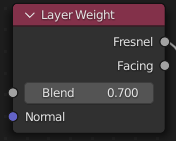 Layer Weight
Fresnel
Facing
Blend 0.700
Normal